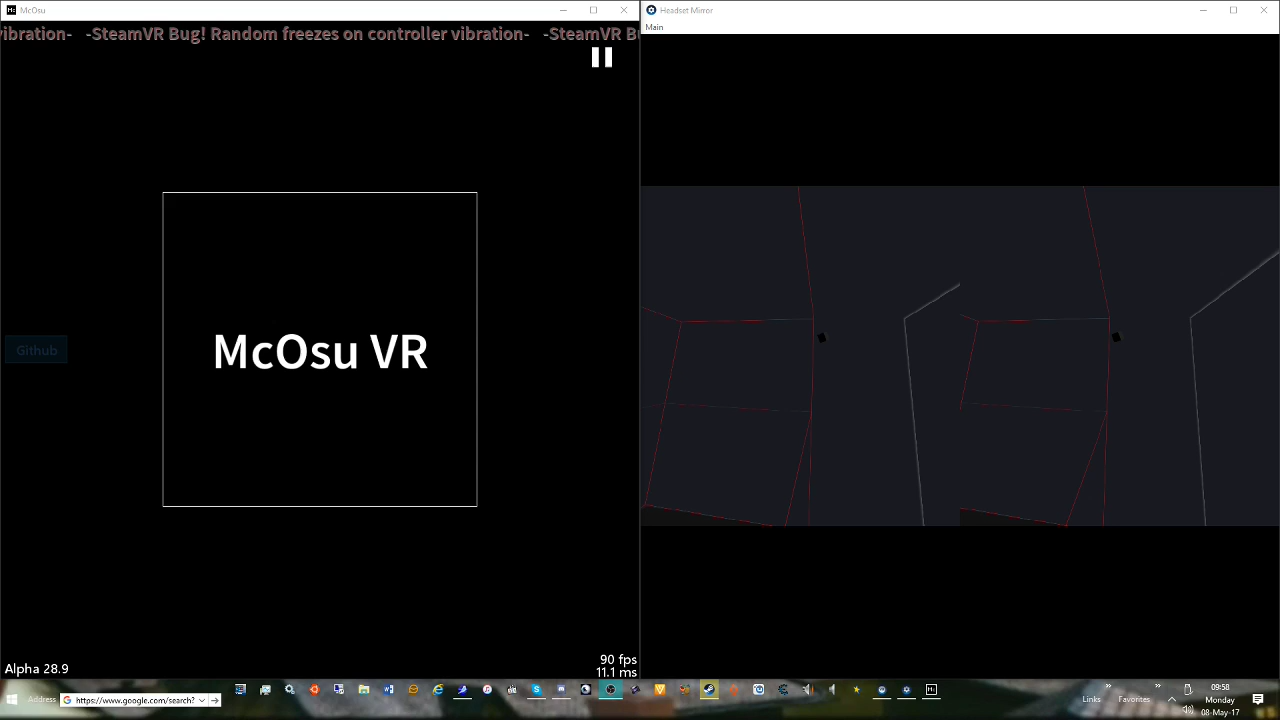 McOsu
vibration- -SteamVR Bug! Random freezes on controller vibration- -SteamVR Bu
Github
McOsu VR
Alpha 28.9
90 fps
11.1 ms
Headset Mirror
Main
Address
https://www.google.com/search?
Links
Favorites
09:58
Monday
08-May-17